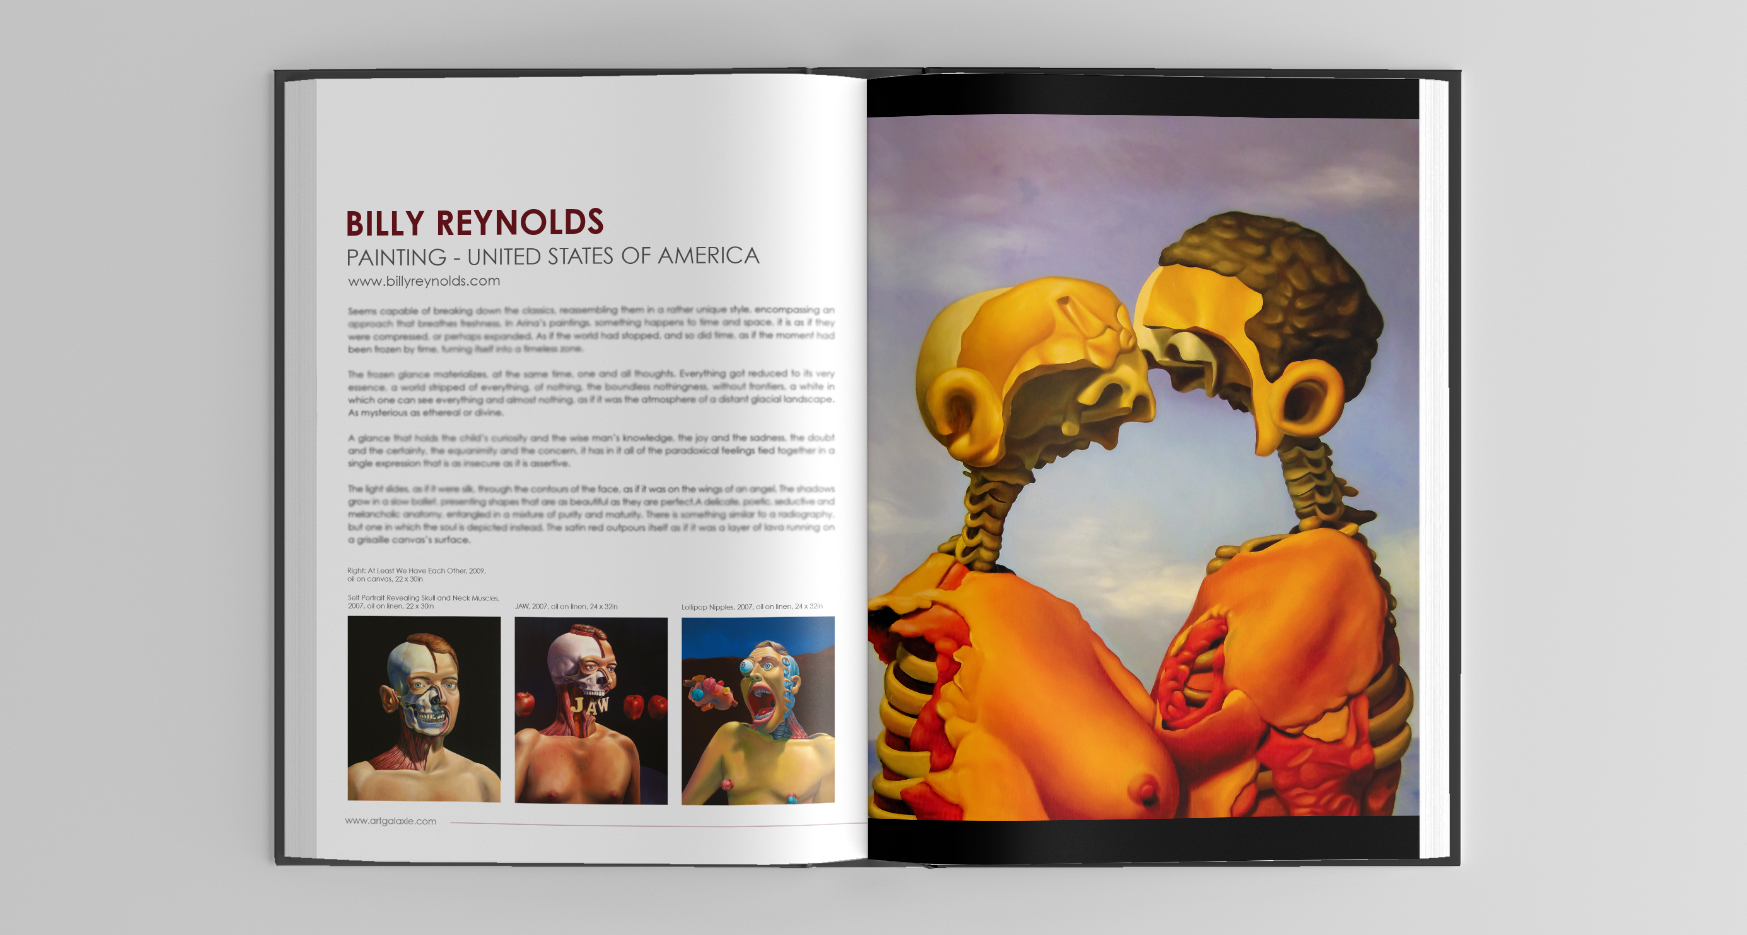 BILLY REYNOLDS
PAINTING - UNITED STATES OF AMERICA
www.billyreynolds.com
Seems capable of breaking down the classics, reassembling them in a rather unique style, encompassing an
approach that breathes freshness. In Arina's paintings, something happens to time and space, it is as if they
were compressed, or perhaps expanded. As if the world had stopped, and so did time, as if the moment had
been frozen by time, turning itself into a timeless zone.
The frozen glance materializes, at the same time, one and all thoughts. Everything got reduced to its very
essence, a world stripped of everything, of nothing, the boundless nothingness, without frontiers, a white in
which one can see everything and almost nothing, as if it was the atmosphere of a distant glacial landscape.
As mysterious as ethereal or divine.
A glance that holds the child's curiosity and the wise man's knowledge, the joy and the sadness, the doubt
and the certainty, the equanimity and the concern, it has in it all of the paradoxical feelings tied together in a
single expression that is as insecure as it is assertive.
The light slides, as if it were silk, through the contours of the face, as if it was on the wings of an angel. The shadows
grow in a slow ballet, presenting shapes that are as beautiful as they are perfect.A delicate, poetic, seductive and
melancholic anatomy, entangled in a mixture of purity and maturity. There is something similar to a radiography,
but one in which the soul is depicted instead. The satin red outpours itself as if it was a layer of lava running on
a grisaille canvas's surface.
Right: At Least We Have Each Other, 2009,
oil on canvas, 22 x 30in
Self Portrait Revealing Skull and Neck Muscles,
2007, oil on linen, 22 x 30in
JAW, 2007, oil on linen, 24 x 32in
Lollipop Nipples, 2007, oil on linen, 24 x 32in
JAW
www.artgalaxie.com